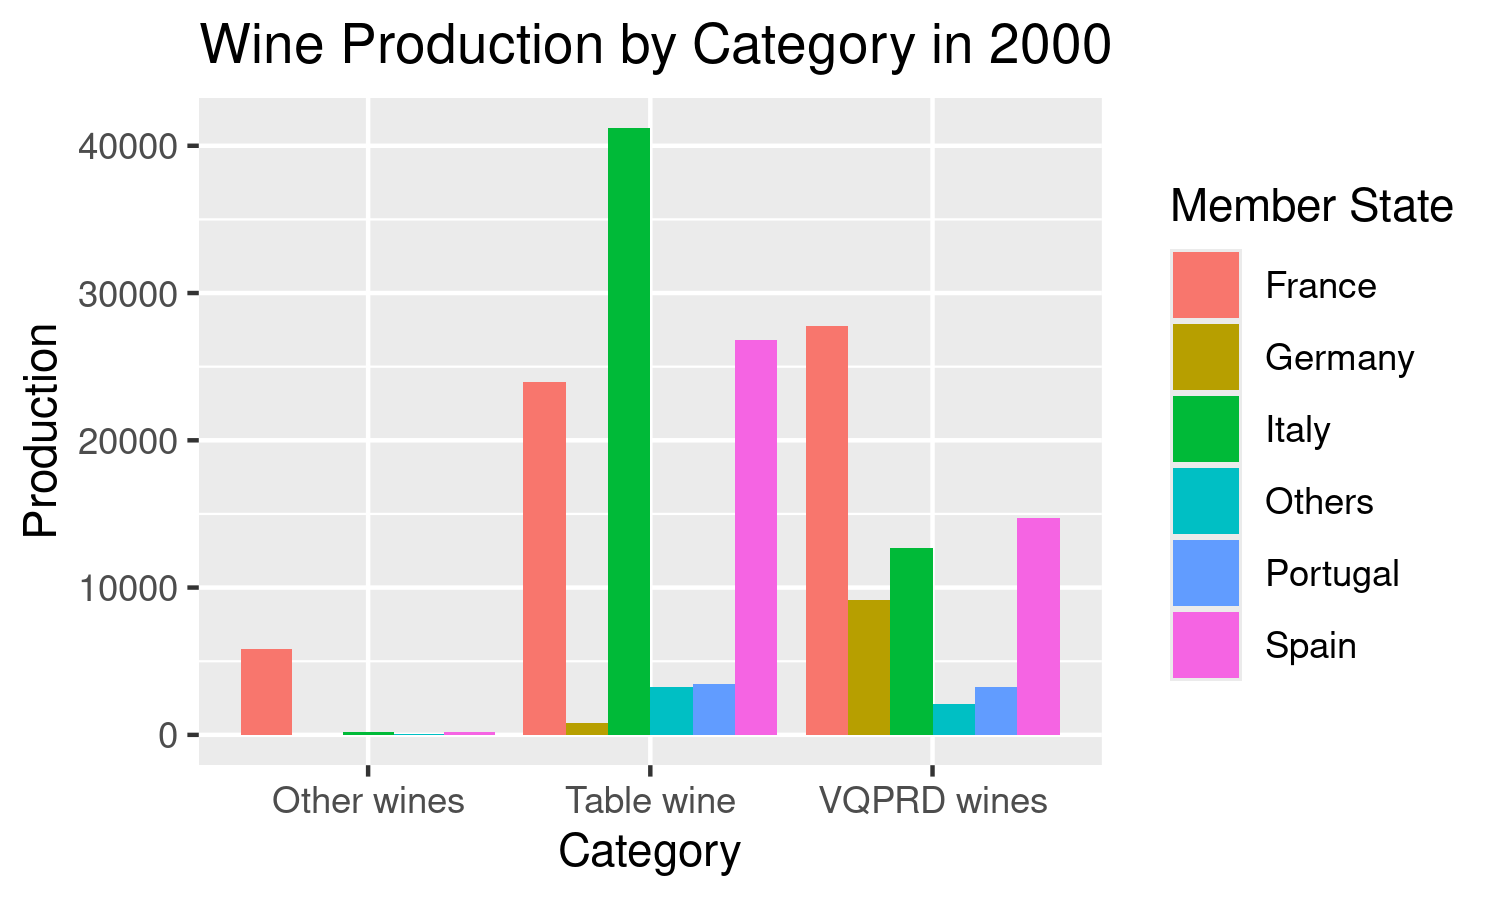 Wine Production by Category in 2000
Production
40000
30000
20000
10000
0
Other wines
Table wine
VQPRD wines
Category
Member State
France
Germany
Italy
Others
Portugal
Spain